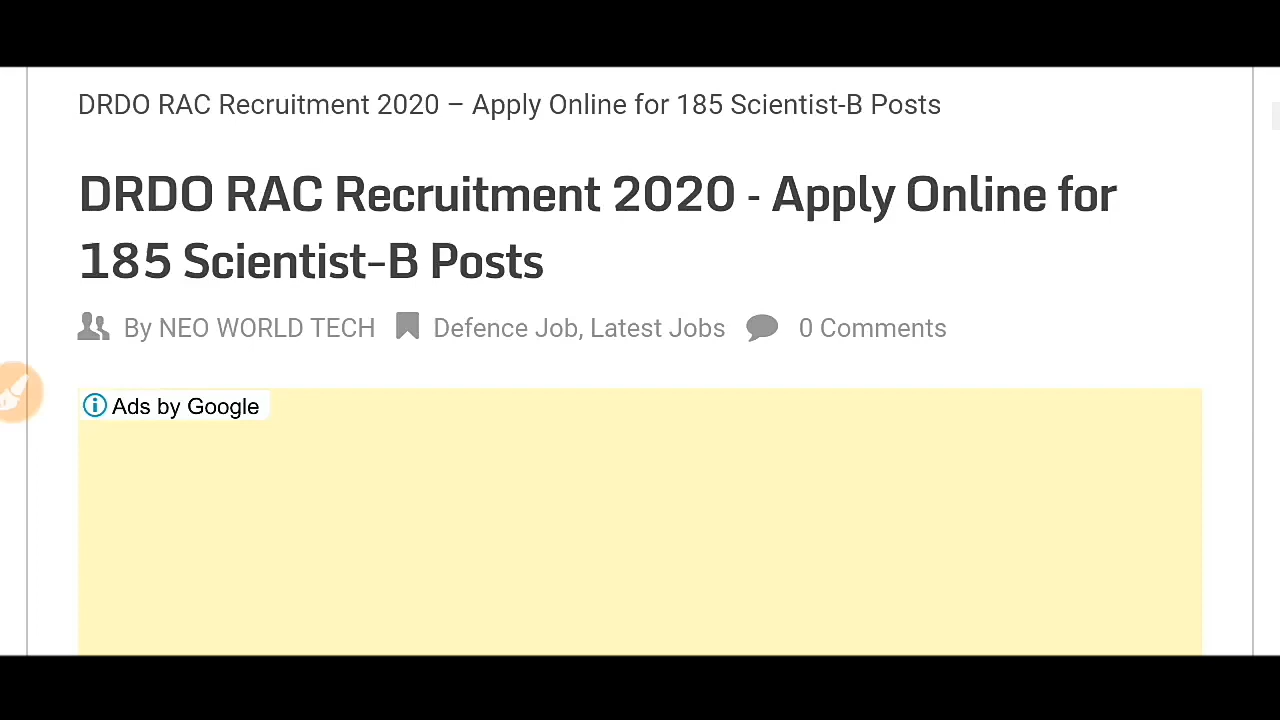 DRDO RAC Recruitment 2020 – Apply Online for 185 Scientist-B Posts
DRDO RAC Recruitment 2020 - Apply Online for
185 Scientist-B Posts
By NEO WORLD TECH Defence Job, Latest Jobs 0 Comments
Ads by Google